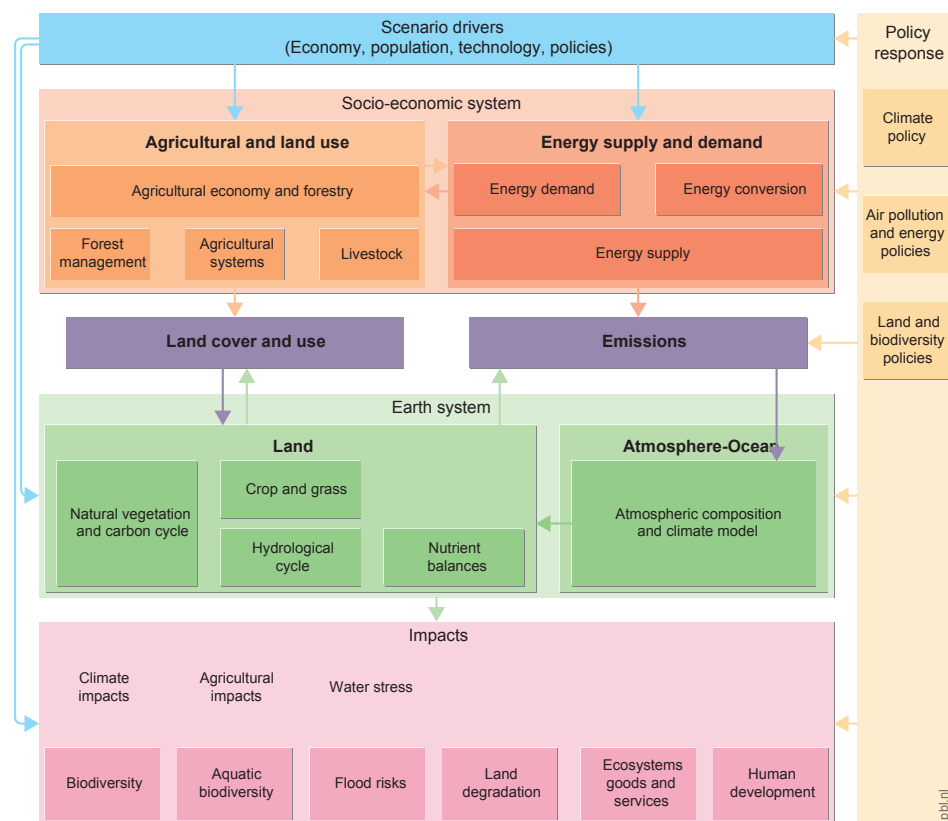 Scenario drivers
(Economy, population, technology, policies)
Policy
response
Climate
policy
Air pollution
and energy
policies
Land and
biodiversity
policies
Socio-economic system
Agricultural and land use
Agricultural economy and forestry
Forest
management
Agricultural
systems
Livestock
Energy supply and demand
Energy demand
Energy conversion
Energy supply
Land cover and use
Emissions
Earth system
Land
Natural vegetation
and carbon cycle
Crop and grass
Hydrological
cycle
Nutrient
balances
Atmosphere-Ocean
Atmospheric composition
and climate model
Impacts
Climate
impacts
Agricultural
impacts
Water stress
Biodiversity
Aquatic
biodiversity
Flood risks
Land
degradation
Ecosystems
goods and
services
Human
development
pbl.nl